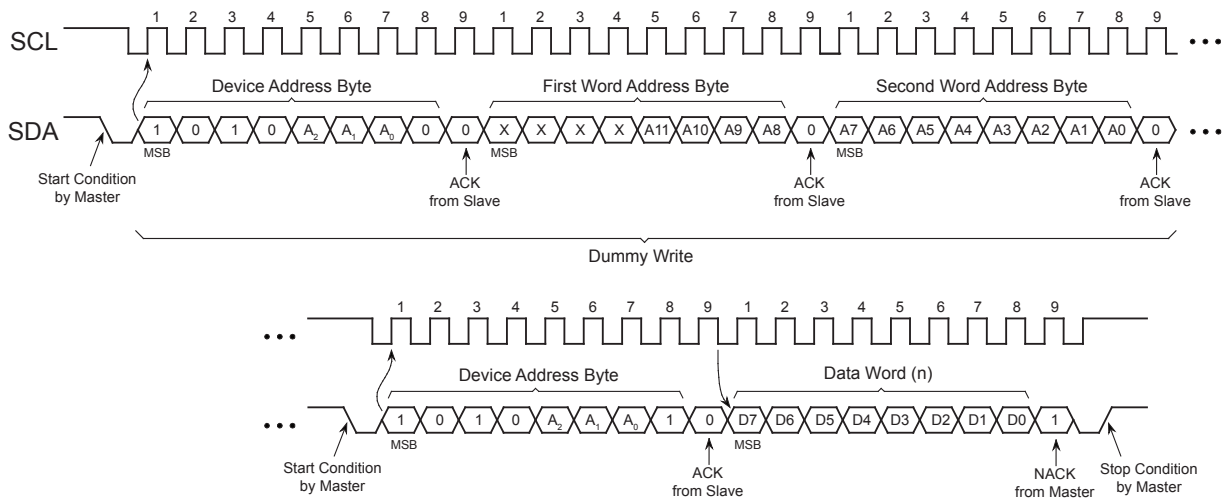 SCL 1 2 3 4 5 6 7 8 9 1 2 3 4 5 6 7 8 9 1 2 3 4 5 6 7 8 9 •••
Device Address Byte First Word Address Byte Second Word Address Byte
SDA 1 0 1 0 A2 A1 A0 0 0 X X X X A11 A10 A9 A8 0 A7 A6 A5 A4 A3 A2 A1 A0 0 •••
MSB MSB MSB
Start Condition
by Master
ACK
from Slave
ACK
from Slave
ACK
from Slave
Dummy Write
••• 1 2 3 4 5 6 7 8 9 1 2 3 4 5 6 7 8 9
Device Address Byte Data Word (n)
••• 1 0 1 0 A2 A1 A0 1 0 D7 D6 D5 D4 D3 D2 D1 D0 1
MSB MSB
Start Condition
by Master
ACK
from Slave
NACK
from Master
Stop Condition
by Master